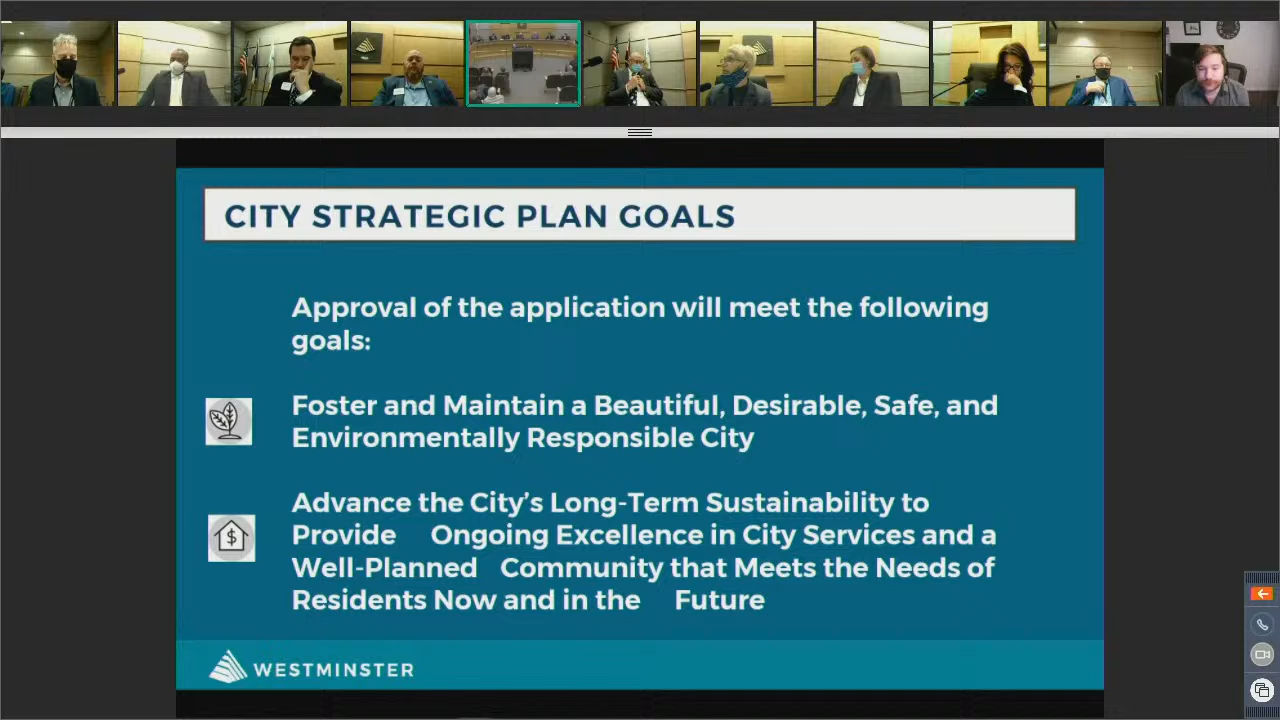 CITY STRATEGIC PLAN GOALS
Approval of the application will meet the following
goals:
Foster and Maintain a Beautiful, Desirable, Safe, and
Environmentally Responsible City
Advance the City's Long-Term Sustainability to
Provide Ongoing Excellence in City Services and a
Well-Planned Community that Meets the Needs of
Residents Now and in the Future
$
WESTMINSTER